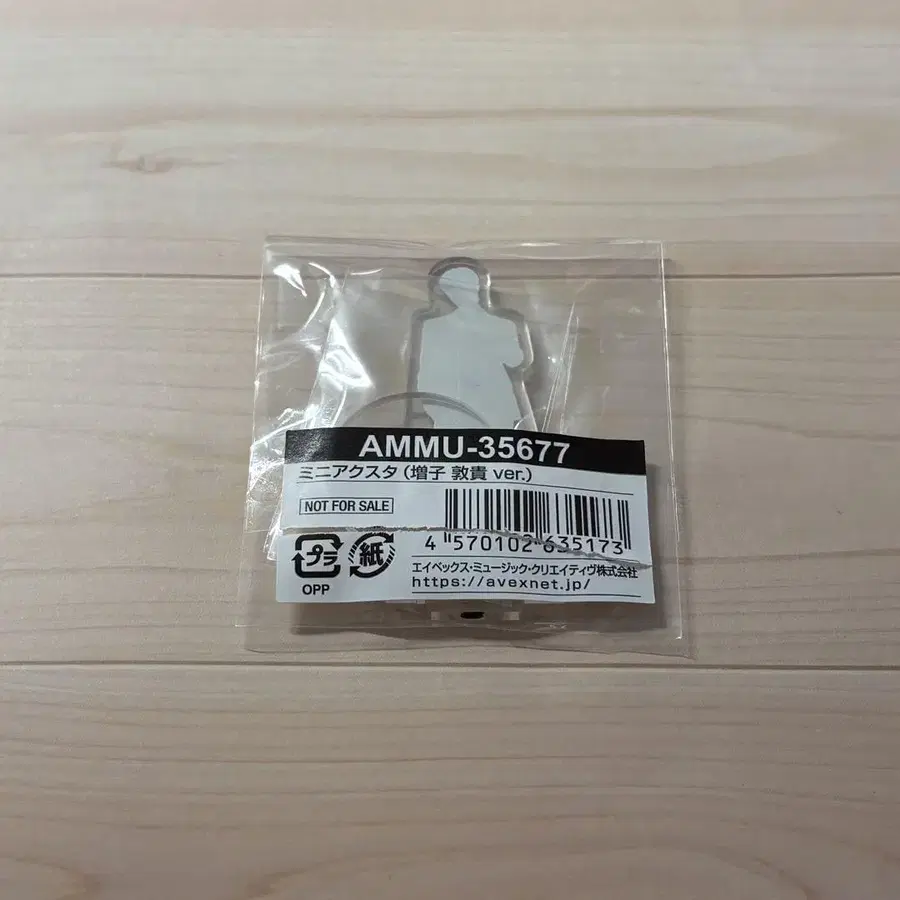 AMMU-35677
ミニアクスタ (増子 敦貴 ver.)
NOT FOR SALE
4 570102 635173
プラ 紙
OPP
エイベックス・ミュージック・クリエイティヴ株式会社
https://avexnet.jp/